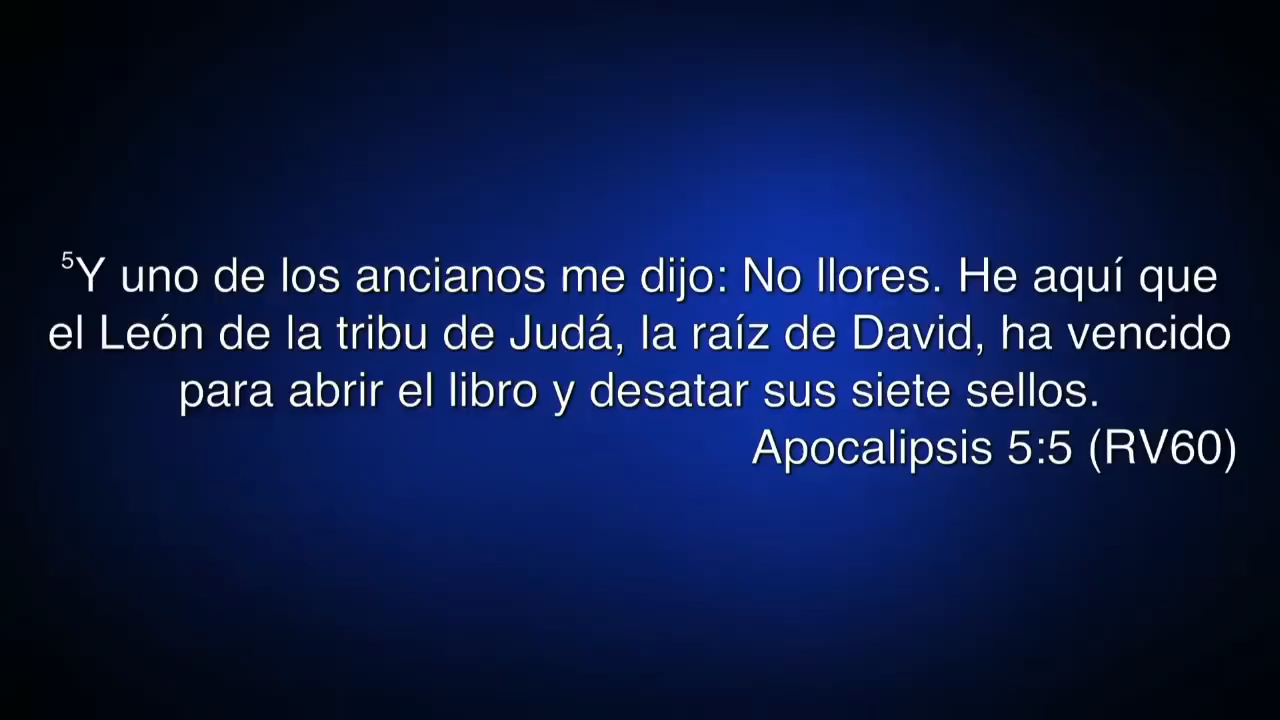 ⁵Y uno de los ancianos me dijo: No llores. He aquí que
el León de la tribu de Judá, la raíz de David, ha vencido
para abrir el libro y desatar sus siete sellos.
Apocalipsis 5:5 (RV60)